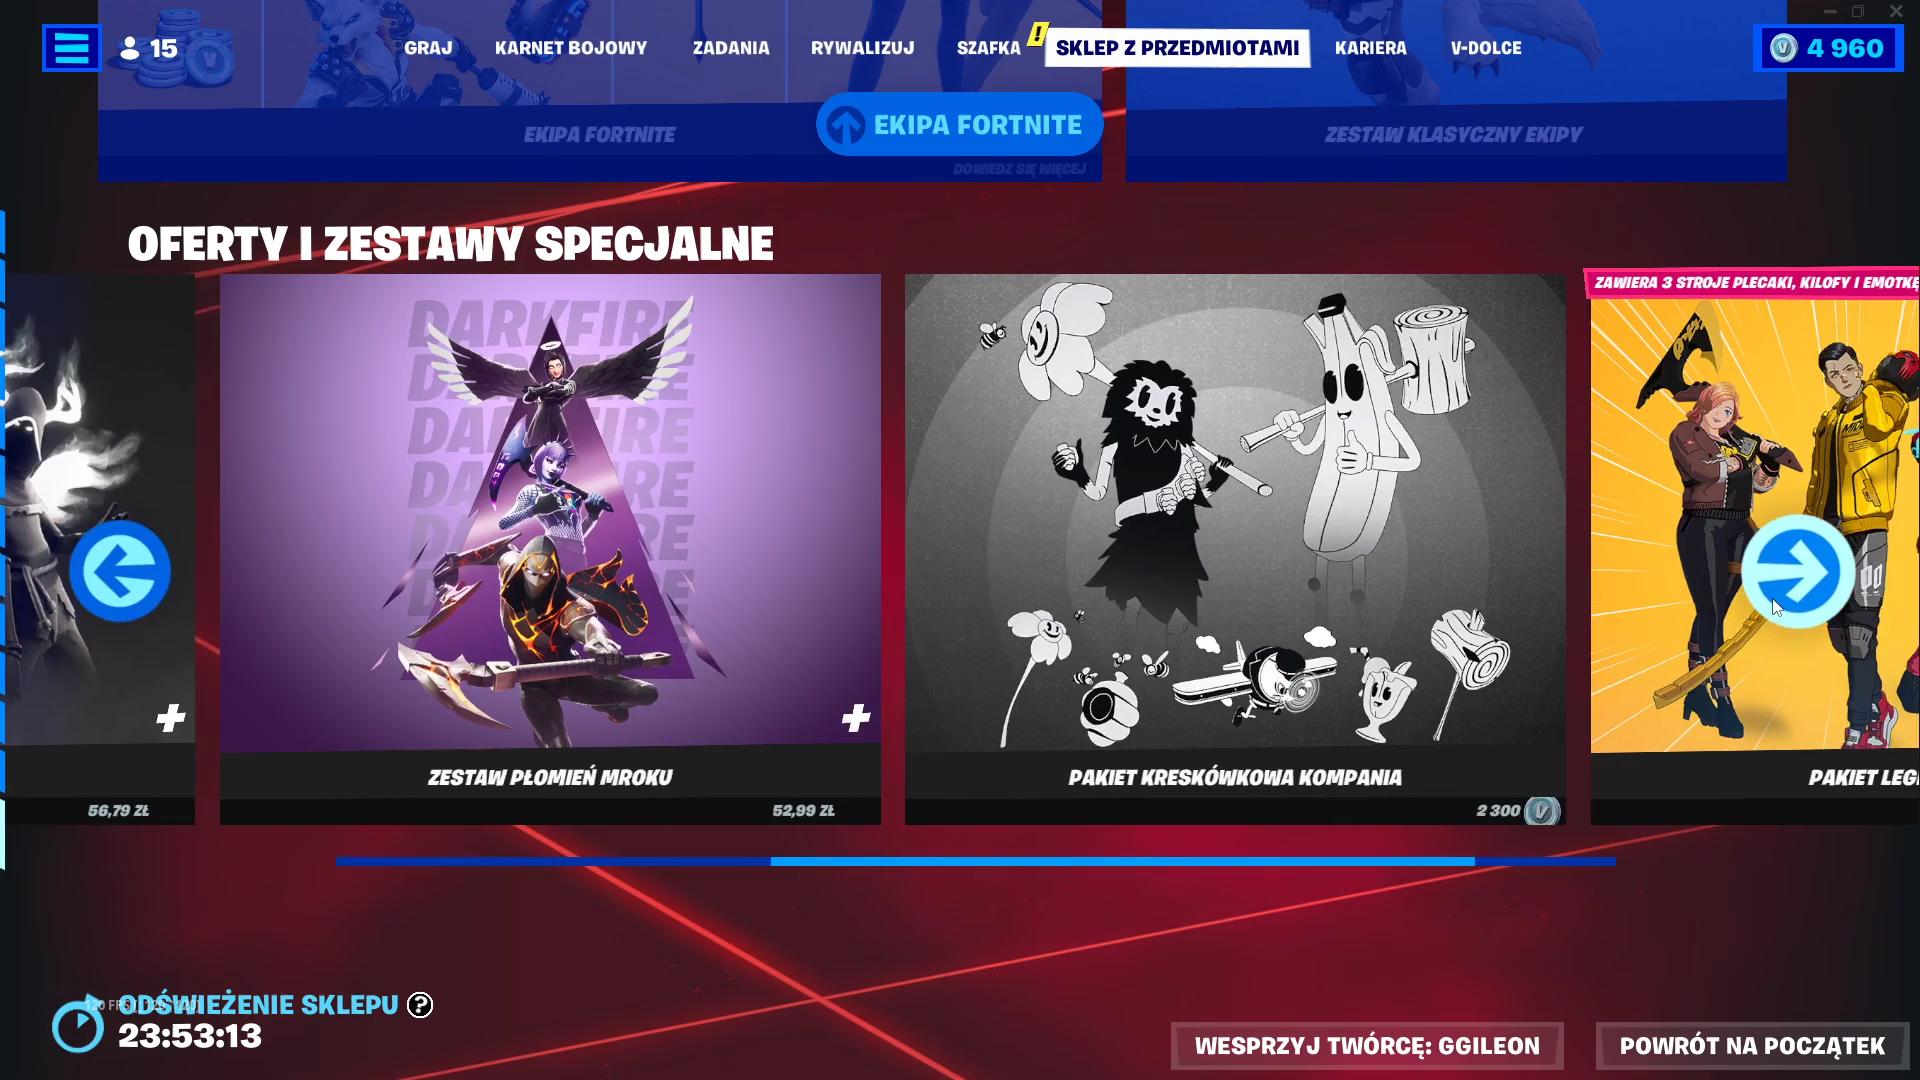 15
GRAJ
KARNET BOJOWY
ZADANIA
RYWALIZUJ
SZAFKA
!
SKLEP Z PRZEDMIOTAMI
KARIERA
V-DOLCE
4 960
EKIPA FORTNITE
DOWIEDZ SIĘ WIĘCEJ
EKIPA FORTNITE
ZESTAW KLASYCZNY EKIPY
OFERTY I ZESTAWY SPECJALNE
56,79 ZŁ
DARKFIRE
ZESTAW PŁOMIEŃ MROKU
52,99 ZŁ
PAKIET KRESKÓWKOWA KOMPANIA
2 300
ZAWIERA 3 STROJE PLECAKI, KILOFY I EMOTKĘ
PAKIET LEG
ODŚWIEŻENIE SKLEPU ?
23:53:13
WESPRZYJ TWÓRCĘ: GGILEON
POWRÓT NA POCZĄTEK